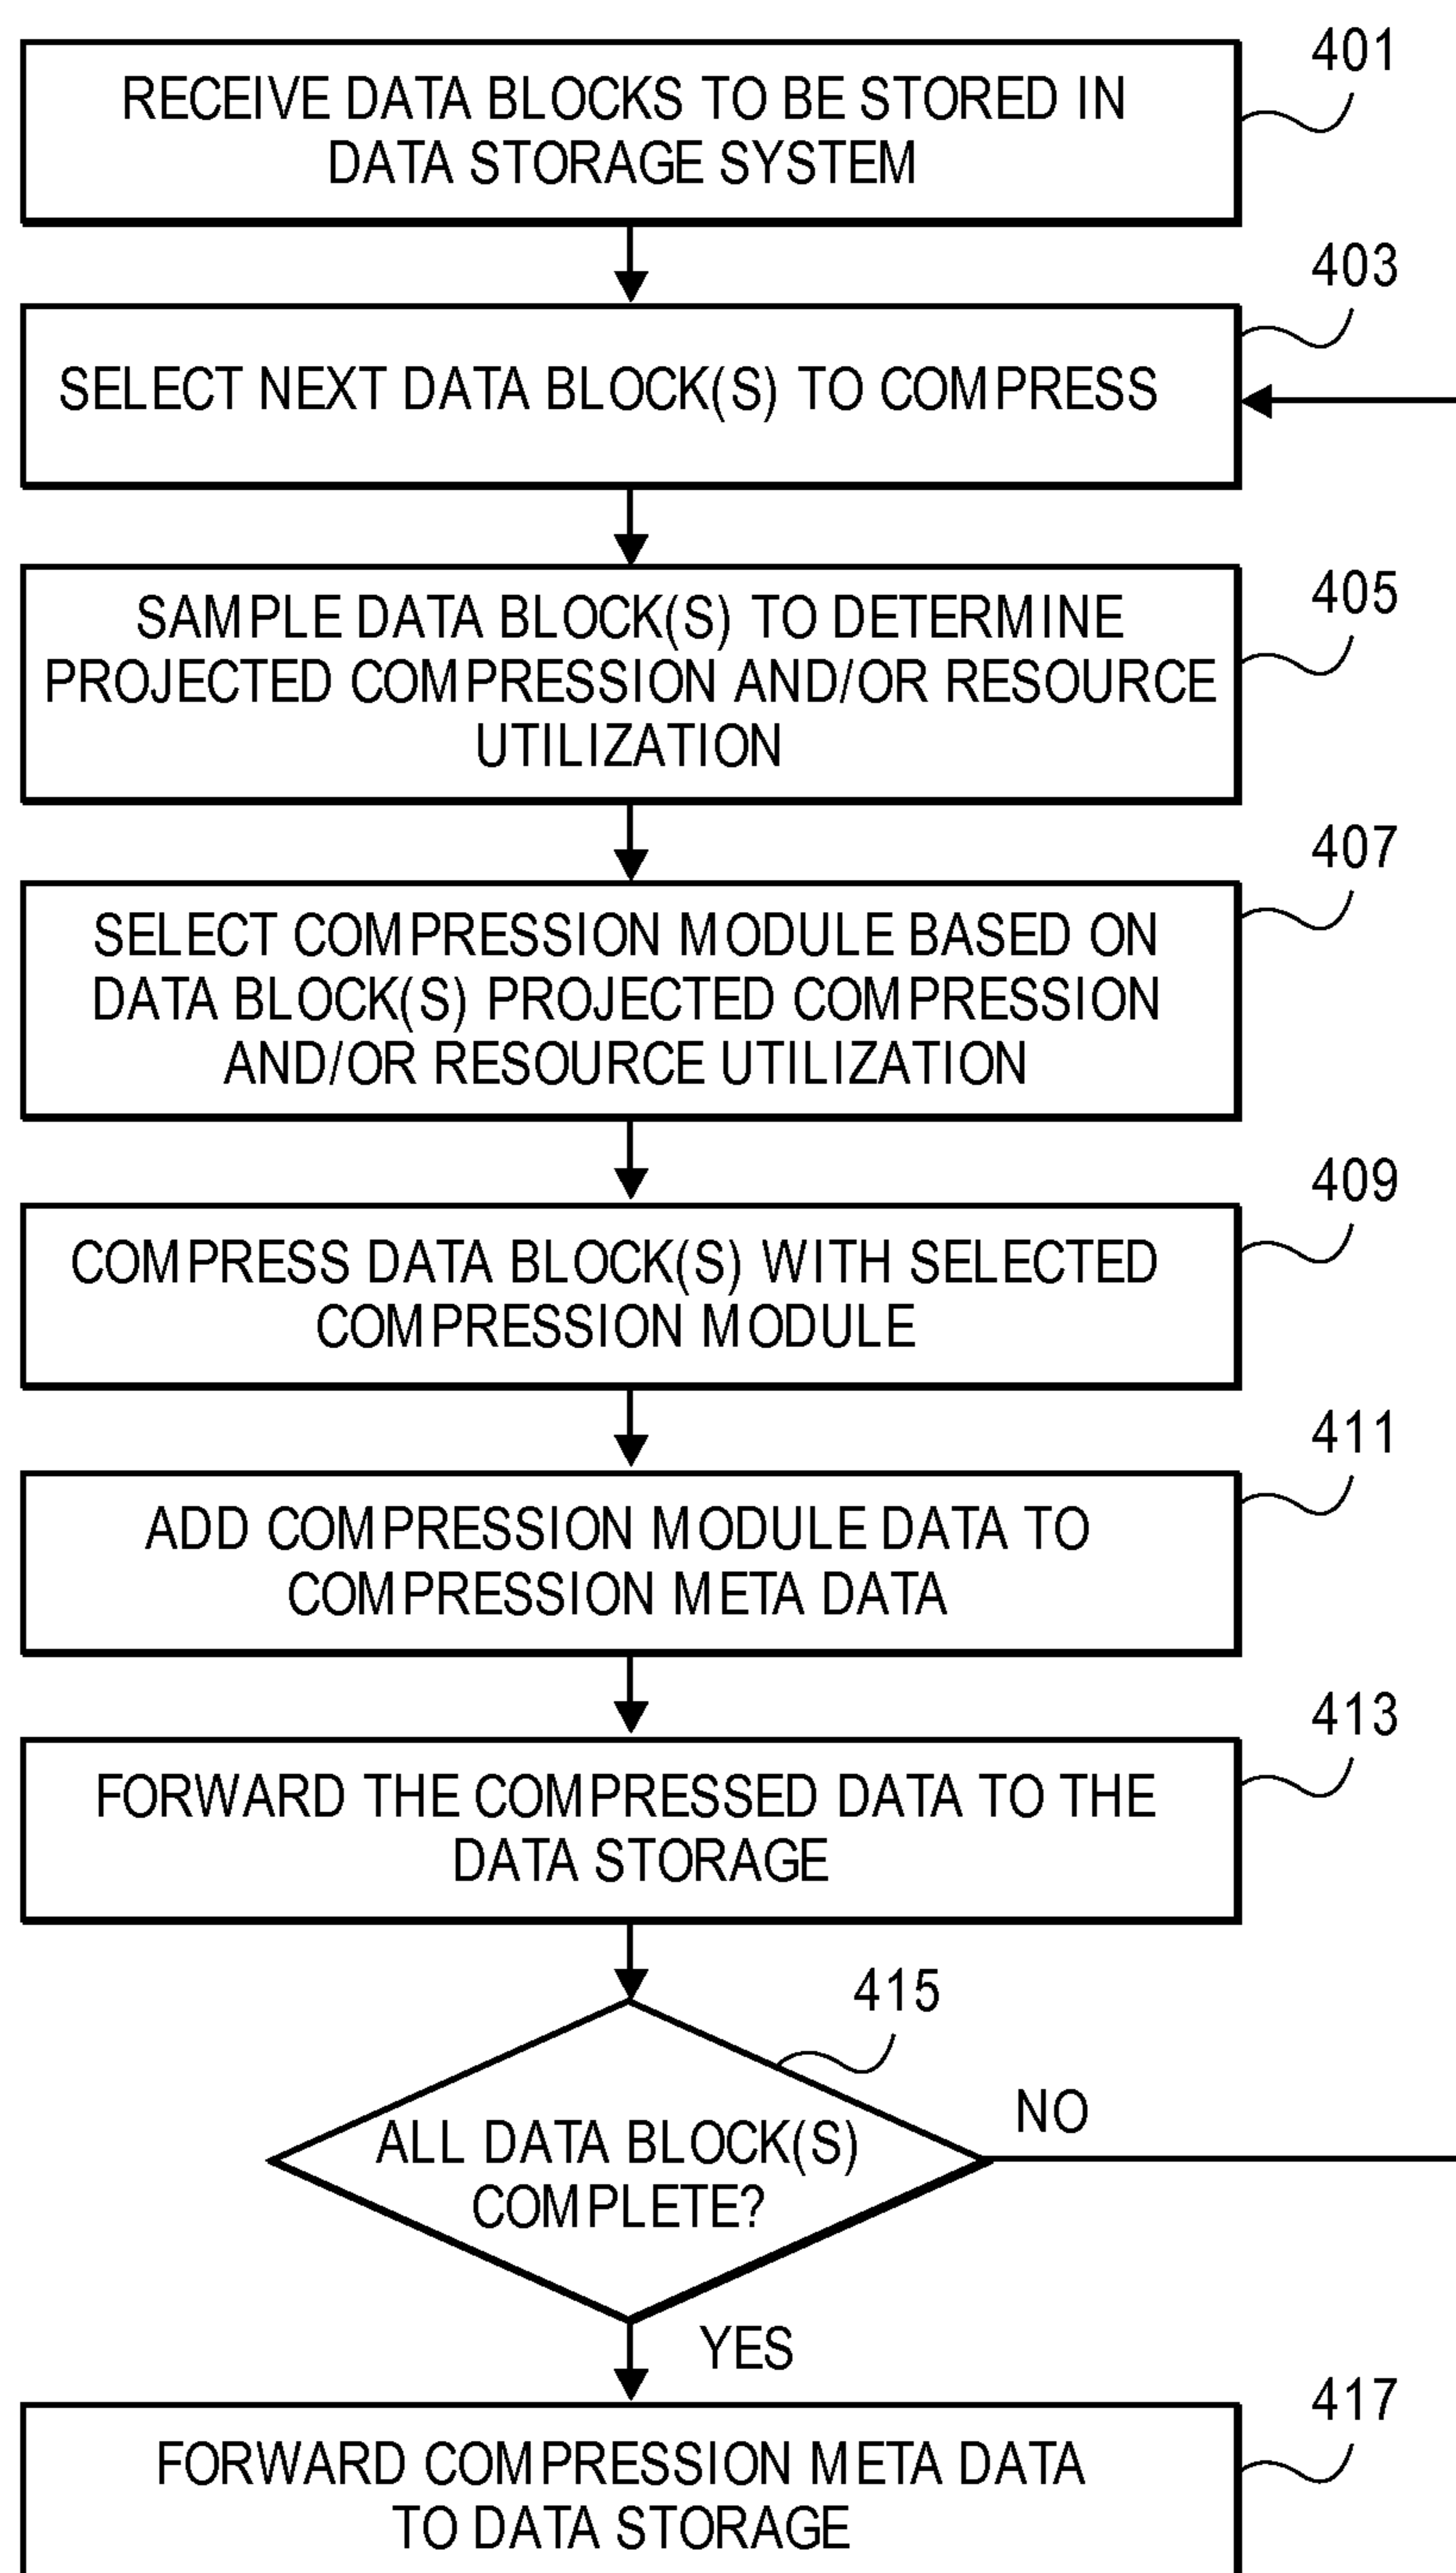 401
RECEIVE DATA BLOCKS TO BE STORED IN
DATA STORAGE SYSTEM
403
SELECT NEXT DATA BLOCK(S) TO COMPRESS
405
SAMPLE DATA BLOCK(S) TO DETERMINE
PROJECTED COMPRESSION AND/OR RESOURCE
UTILIZATION
407
SELECT COMPRESSION MODULE BASED ON
DATA BLOCK(S) PROJECTED COMPRESSION
AND/OR RESOURCE UTILIZATION
409
COMPRESS DATA BLOCK(S) WITH SELECTED
COMPRESSION MODULE
411
ADD COMPRESSION MODULE DATA TO
COMPRESSION META DATA
413
FORWARD THE COMPRESSED DATA TO THE
DATA STORAGE
415
ALL DATA BLOCK(S)
COMPLETE?
NO
YES
417
FORWARD COMPRESSION META DATA
TO DATA STORAGE